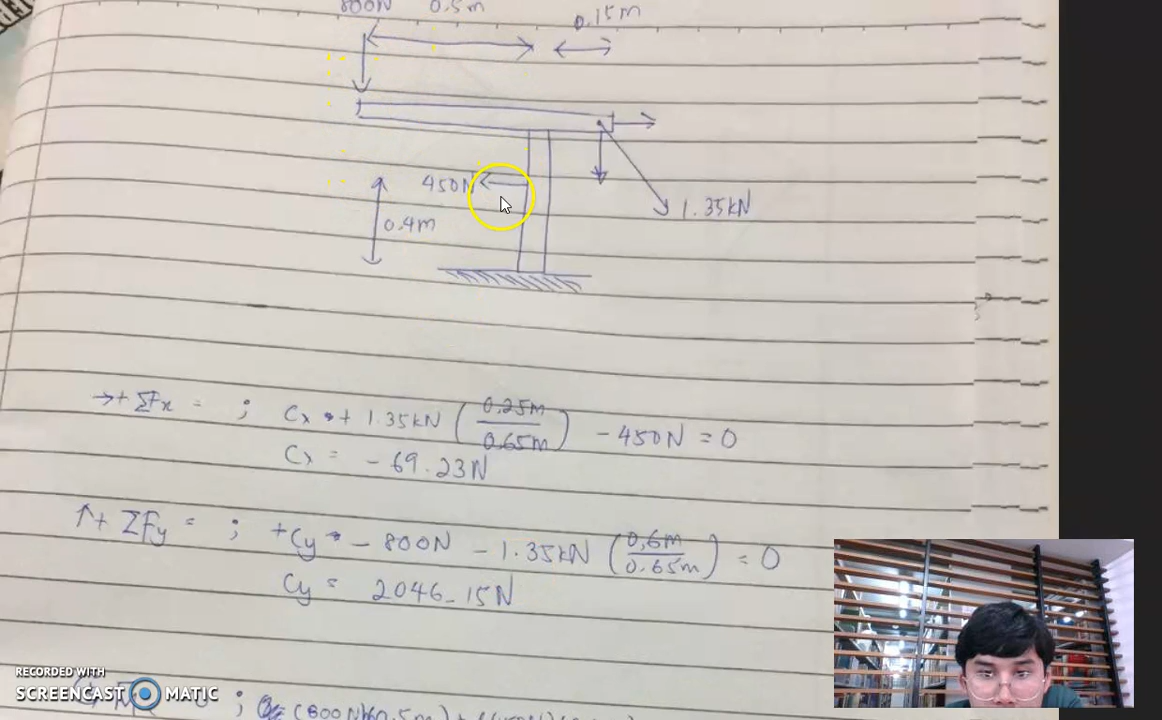 800N 0.5m 0.15m
450N
0.4m
1.35kN
→+ ΣFx = ; Cx + 1.35kN (0.25m/0.65m) - 450N = 0
Cx = - 69.23N
↑+ ΣFy = ; +Cy - 800N - 1.35kN (0.6m/0.65m) = 0
Cy = 2046.15N
RECORDED WITH
SCREENCAST MATIC